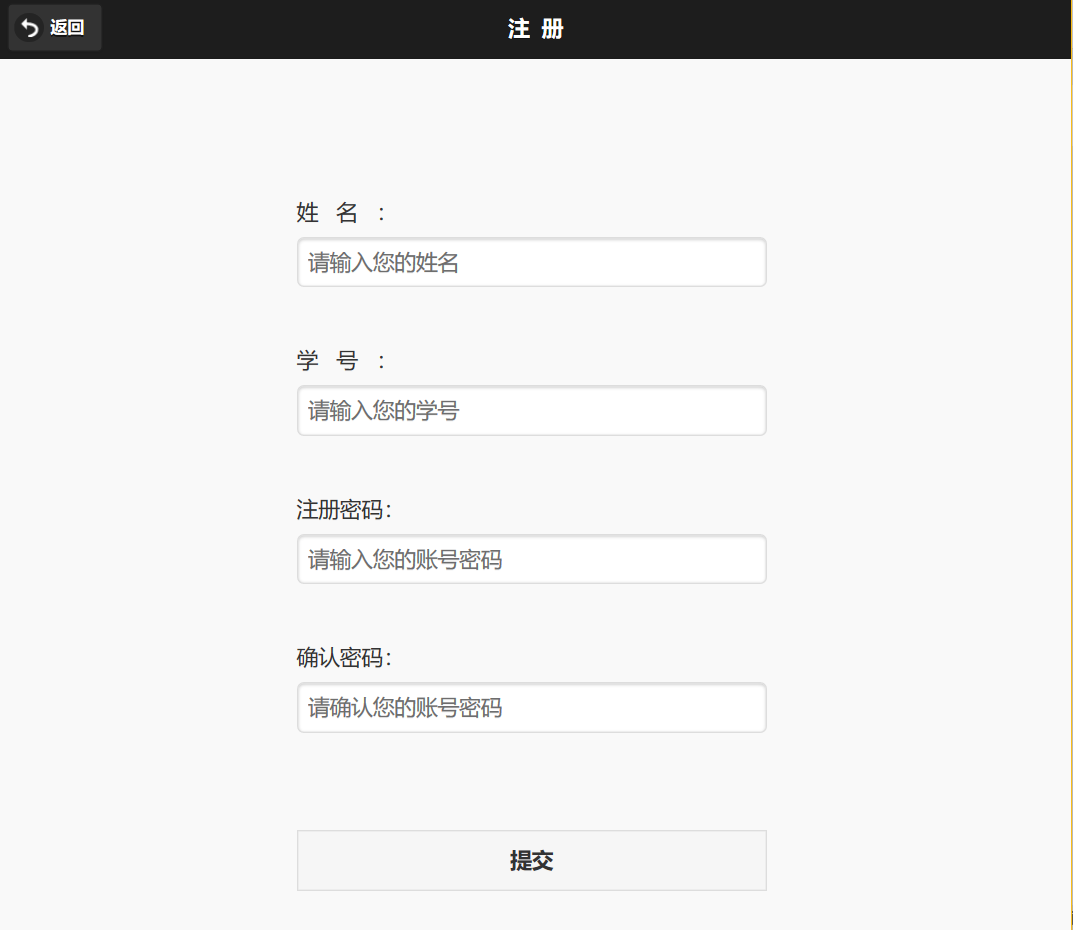 返回
注 册
姓 名 ：
请输入您的姓名
学 号 ：
请输入您的学号
注册密码：
请输入您的账号密码
确认密码：
请确认您的账号密码
提交